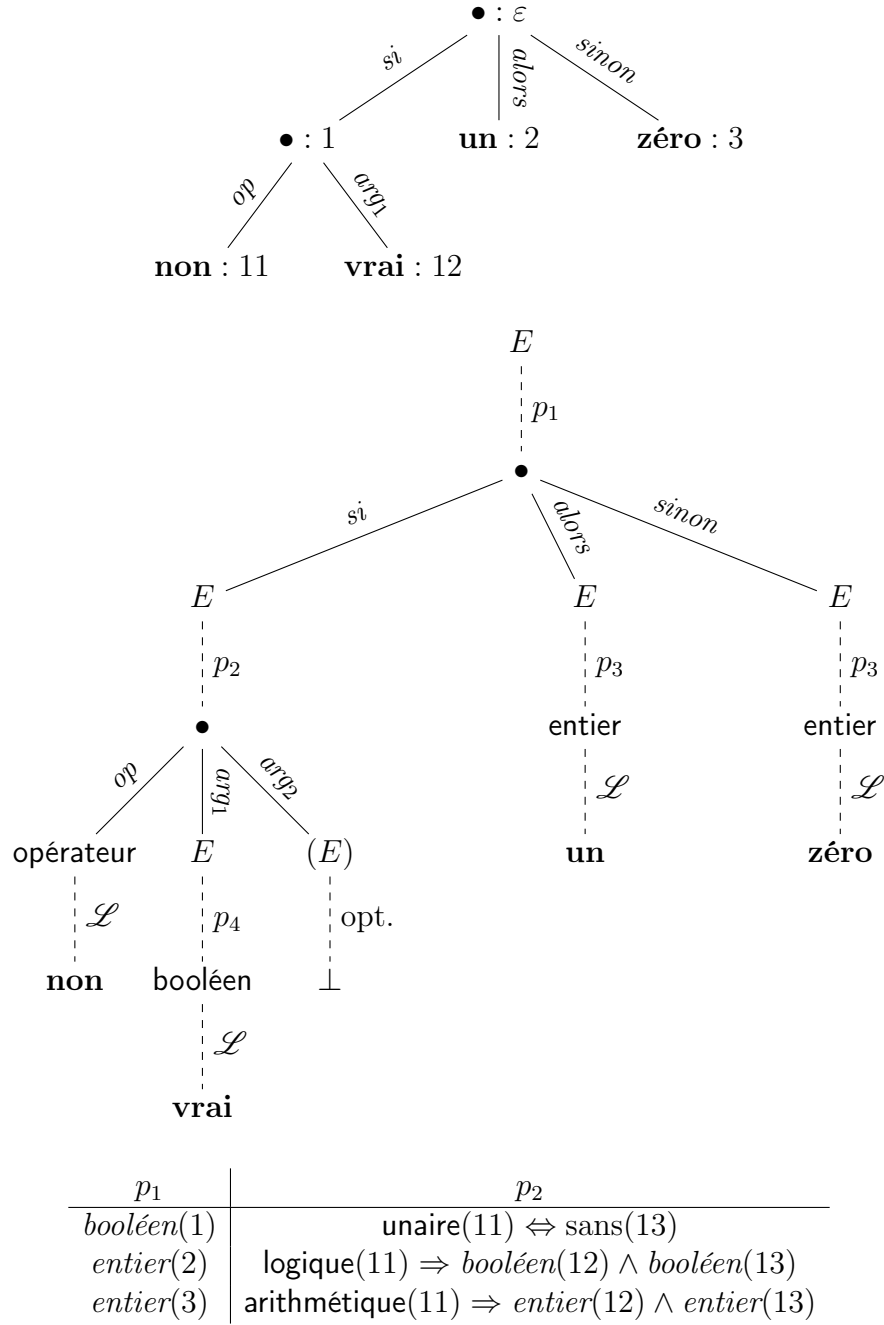 • : ε
si alors sinon
• : 1 un : 2 zéro : 3
op arg₁
non : 11 vrai : 12
E
p₁
•
si alors sinon
E E E
p₂ p₃ p₃
• entier entier
op arg₁ arg₂ ℒ ℒ
opérateur E (E) un zéro
ℒ p₄ opt.
non booléen ⊥
ℒ
vrai
p₁ p₂
booléen(1) unaire(11) ⇔ sans(13)
entier(2) logique(11) ⇒ booléen(12) ∧ booléen(13)
entier(3) arithmétique(11) ⇒ entier(12) ∧ entier(13)